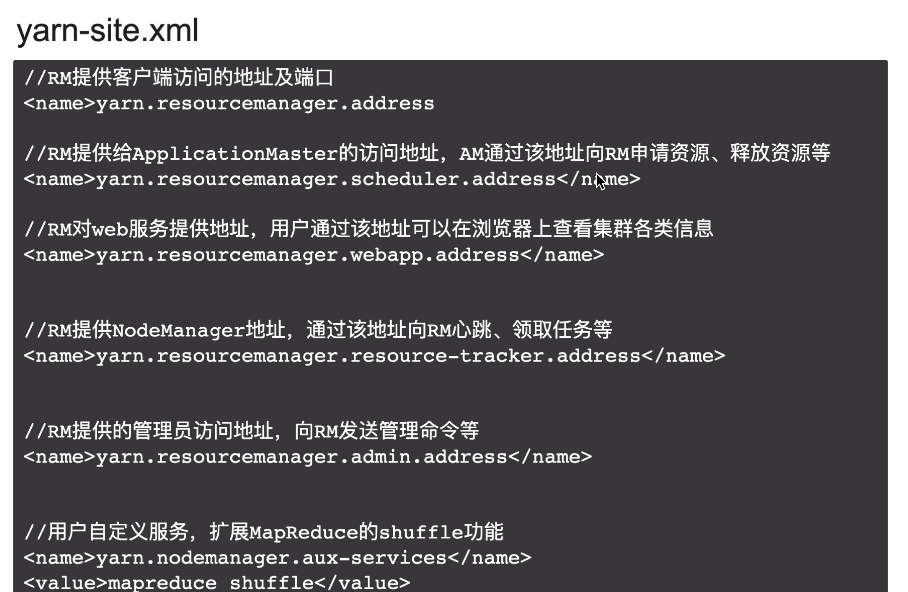 yarn-site.xml
//RM提供客户端访问的地址及端口
<name>yarn.resourcemanager.address
//RM提供给ApplicationMaster的访问地址，AM通过该地址向RM申请资源、释放资源等
<name>yarn.resourcemanager.scheduler.address</name>
//RM对web服务提供地址，用户通过该地址可以在浏览器上查看集群各类信息
<name>yarn.resourcemanager.webapp.address</name>
//RM提供NodeManager地址，通过该地址向RM心跳、领取任务等
<name>yarn.resourcemanager.resource-tracker.address</name>
//RM提供的管理员访问地址，向RM发送管理命令等
<name>yarn.resourcemanager.admin.address</name>
//用户自定义服务，扩展MapReduce的shuffle功能
<name>yarn.nodemanager.aux-services</name>
<value>mapreduce_shuffle</value>